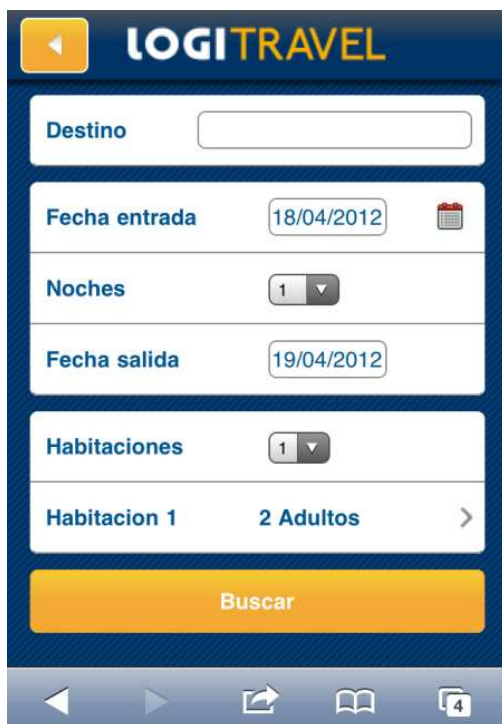 LOGITRAVEL
Destino
Fecha entrada 18/04/2012
Noches 1
Fecha salida 19/04/2012
Habitaciones 1
Habitacion 1 2 Adultos
Buscar
4